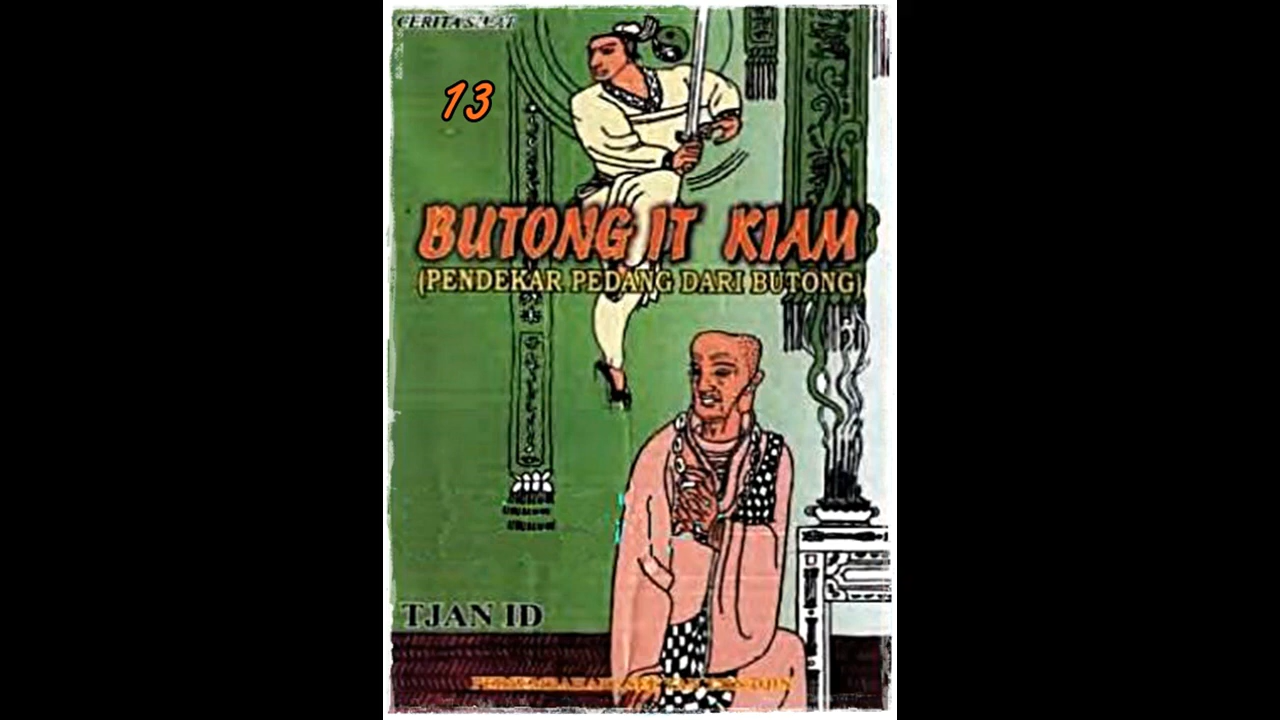 CERITA SILAT
13
BUTONG IT KIAM
(PENDEKAR PEDANG DARI BUTONG)
TJAN ID